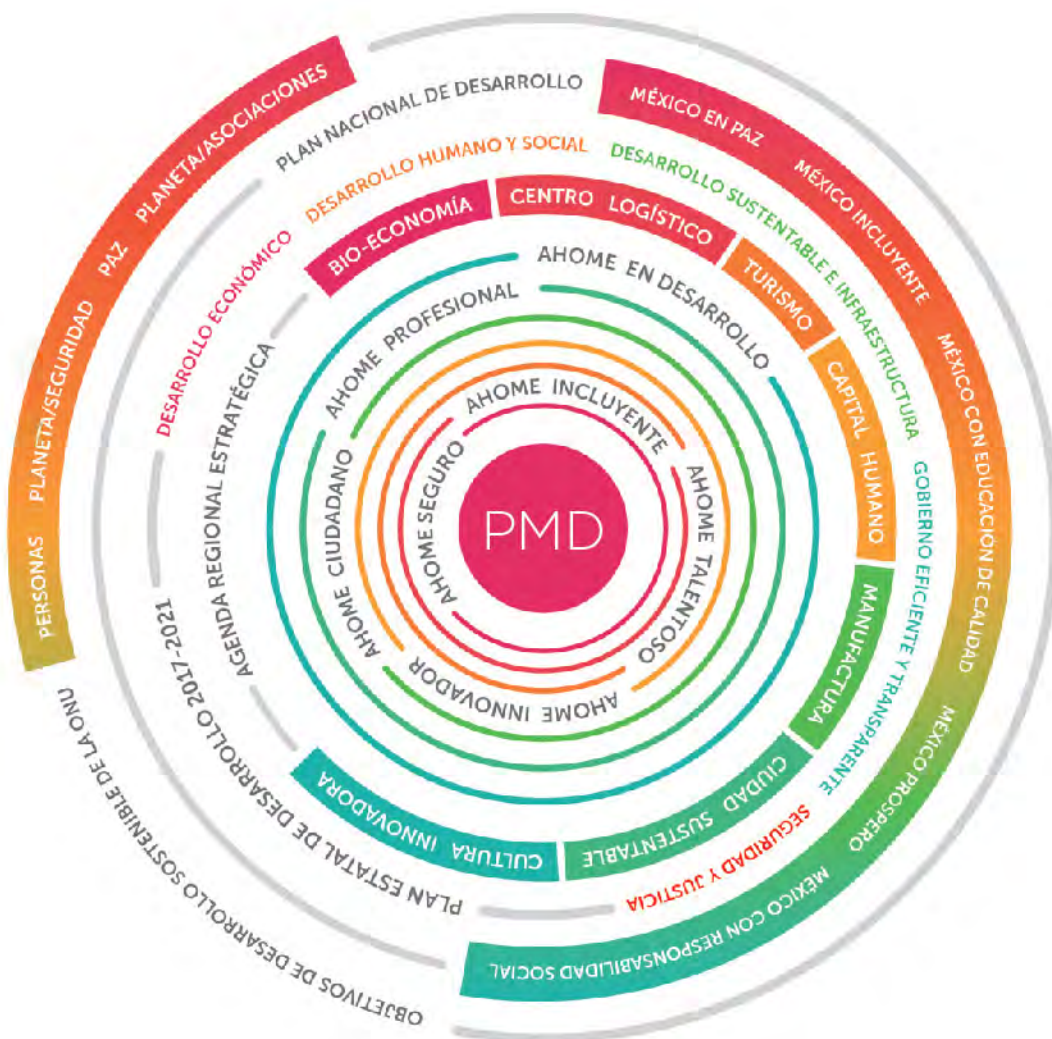 OBJETIVOS DE DESARROLLO SOSTENIBLE DE LA ONU
PERSONAS
PLANETA/SEGURIDAD
PAZ
PLANETA/ASOCIACIONES
PLAN NACIONAL DE DESARROLLO
MÉXICO EN PAZ
MÉXICO INCLUYENTE
MÉXICO CON EDUCACIÓN DE CALIDAD
MÉXICO PROSPERO
MÉXICO CON RESPONSABILIDAD SOCIAL
PLAN ESTATAL DE DESARROLLO 2017-2021
DESARROLLO ECONÓMICO
DESARROLLO HUMANO Y SOCIAL
DESARROLLO SUSTENTABLE E INFRAESTRUCTURA
GOBIERNO EFICIENTE Y TRANSPARENTE
SEGURIDAD Y JUSTICIA
AGENDA REGIONAL ESTRATÉGICA
BIO-ECONOMÍA
CENTRO LOGÍSTICO
TURISMO
CAPITAL HUMANO
MANUFACTURA
CIUDAD SUSTENTABLE
CULTURA INNOVADORA
AHOME EN DESARROLLO
AHOME PROFESIONAL
AHOME CIUDADANO
AHOME INNOVADOR
AHOME TALENTOSO
AHOME INCLUYENTE
AHOME SEGURO
PMD